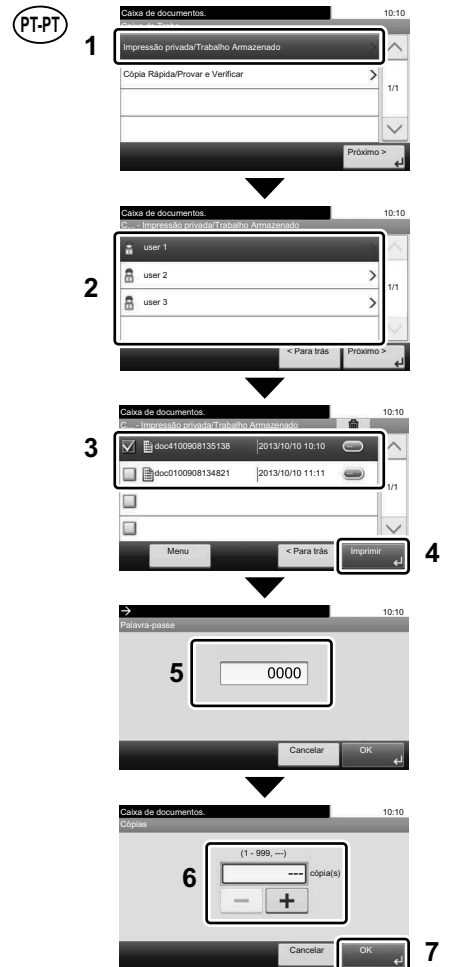 PT-PT
Caixa de documentos. 10:10
1
Impressão privada/Trabalho Armazenado
Cópia Rápida/Provar e Verificar
1/1
Próximo >
Caixa de documentos. 10:10
C... - Impressão privada/Trabalho Armazenado
2
user 1
user 2
user 3
1/1
< Para trás Próximo >
Caixa de documentos. 10:10
C... - Impressão privada/Trabalho Armazenado
3
doc4100908135138 2013/10/10 10:10
doc0100908134821 2013/10/10 11:11
1/1
Menu < Para trás Imprimir 4
10:10
Palavra-passe
5 0000
Cancelar OK
Caixa de documentos. 10:10
Cópias
(1 - 999, ---)
6 --- cópia(s)
Cancelar OK 7